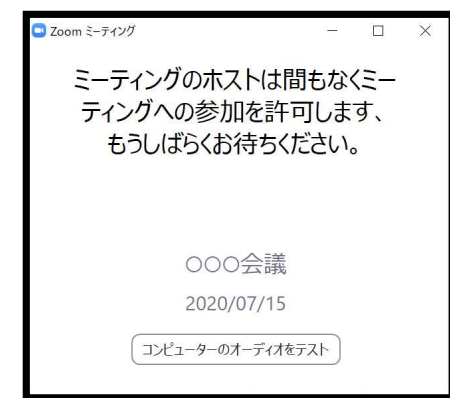 Zoom ミーティング
ミーティングのホストは間もなくミー
ティングへの参加を許可します、
もうしばらくお待ちください。
○○○会議
2020/07/15
コンピューターのオーディオをテスト